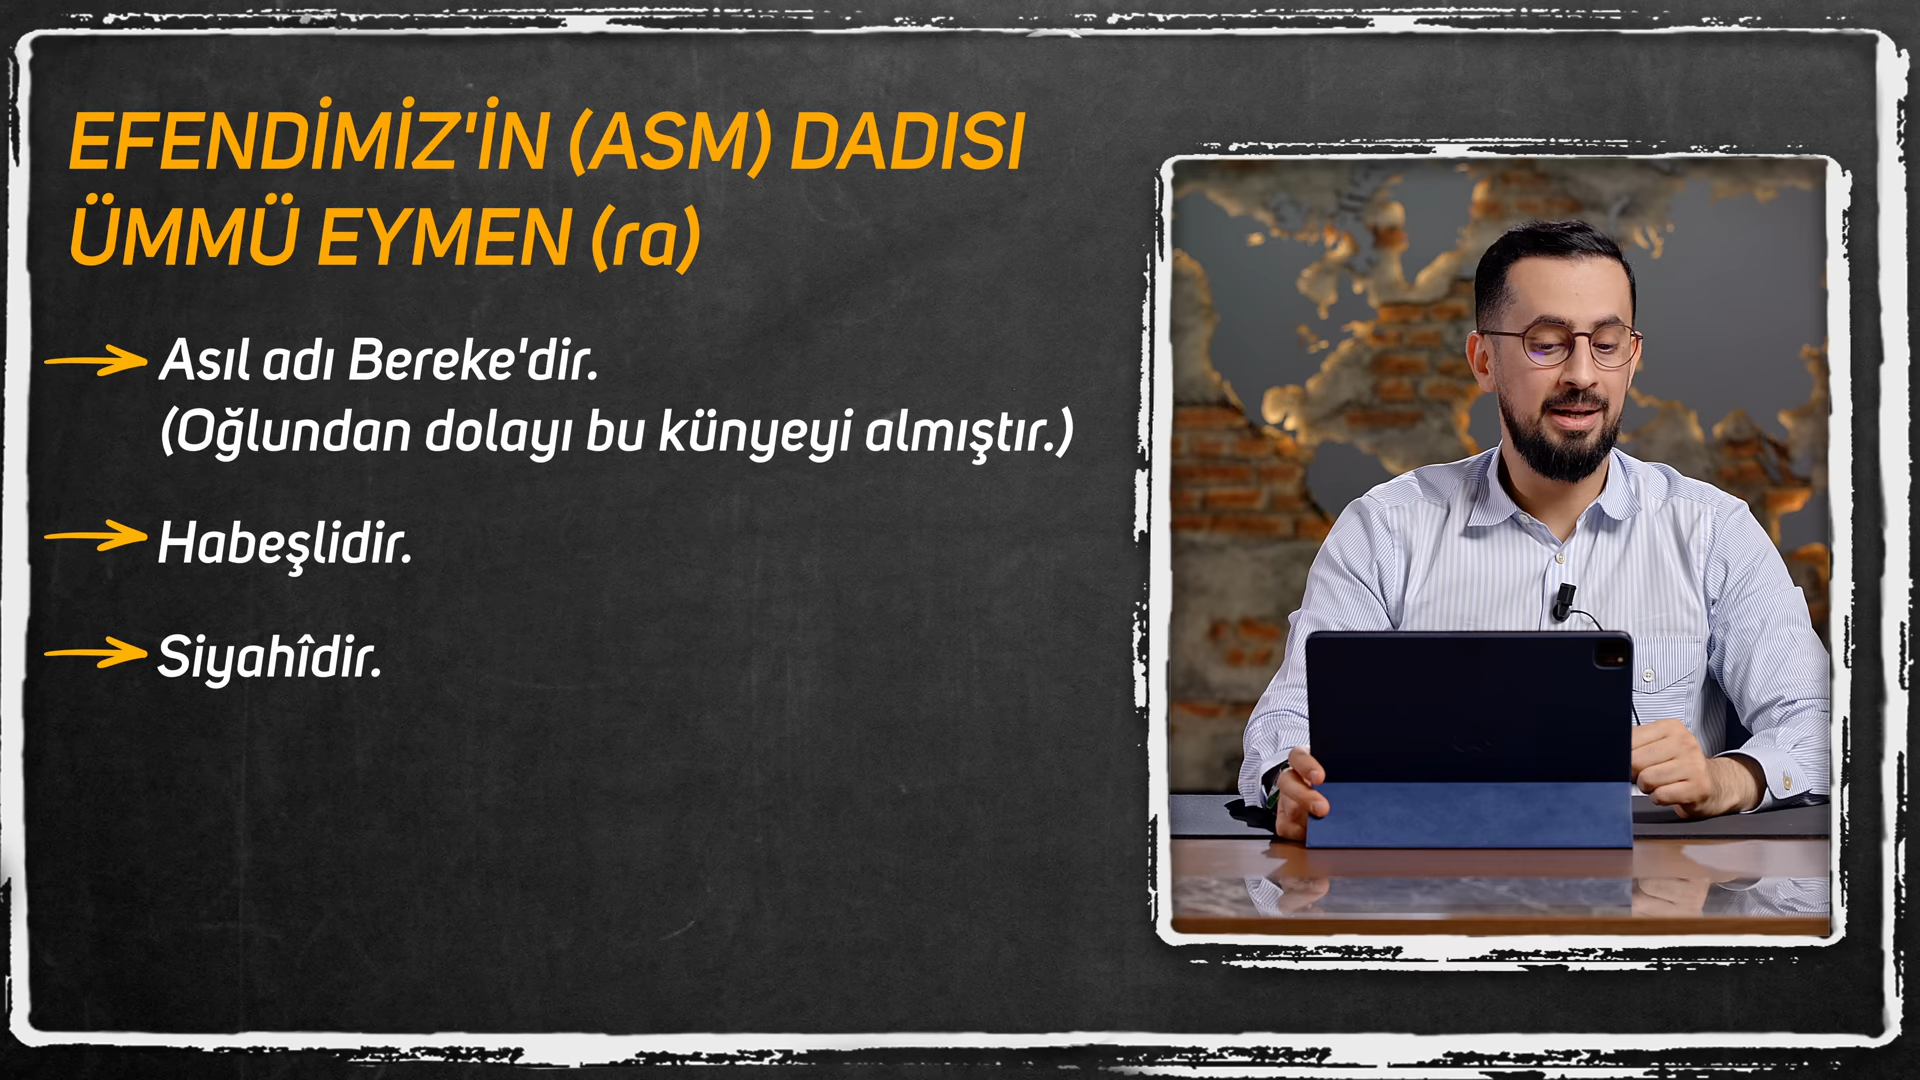 EFENDİMİZ'İN (ASM) DADISI
ÜMMÜ EYMEN (ra)
Asıl adı Bereke'dir.
(Oğlundan dolayı bu künyeyi almıştır.)
Habeşlidir.
Siyahîdir.